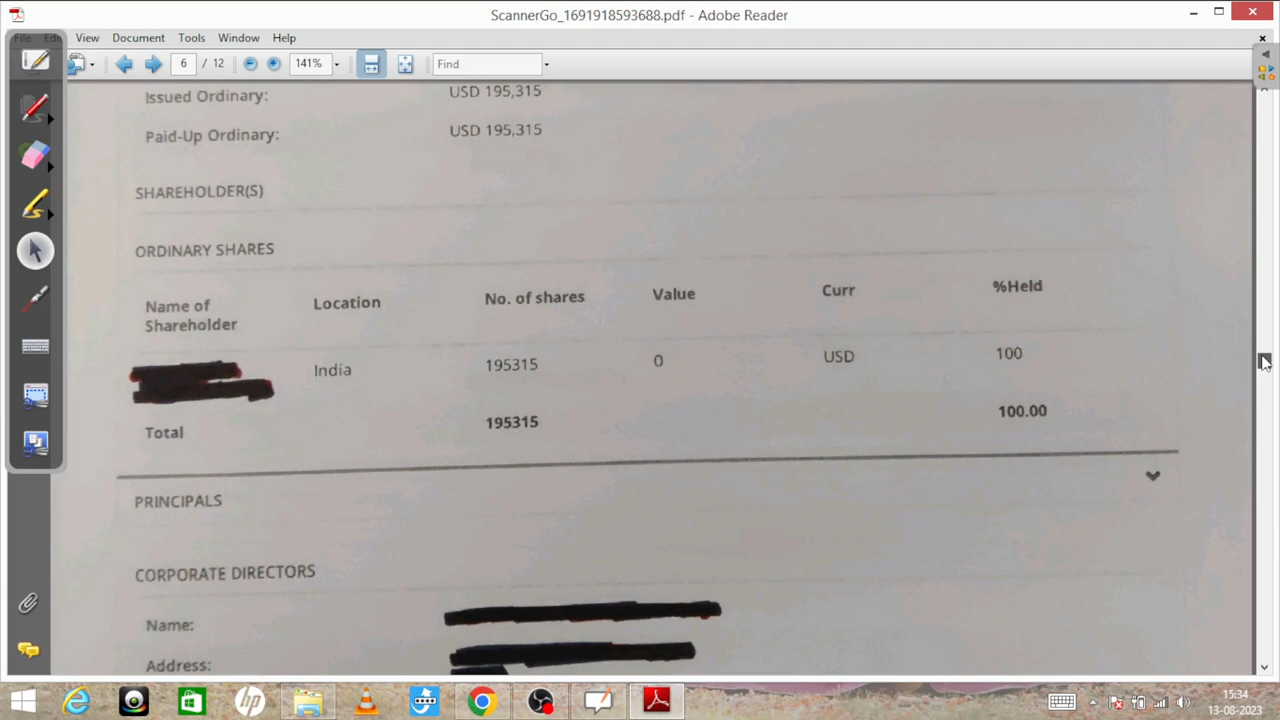 ScannerGo_1691918593688.pdf - Adobe Reader
File Edit View Document Tools Window Help
6 / 12 141% Find
Issued Ordinary: USD 195,315
Paid-Up Ordinary: USD 195,315
SHAREHOLDER(S)
ORDINARY SHARES
Name of Shareholder Location No. of shares Value Curr %Held
India 195315 0 USD 100
Total 195315 100.00
PRINCIPALS
CORPORATE DIRECTORS
Name:
Address:
hp
15:34
13-08-2023